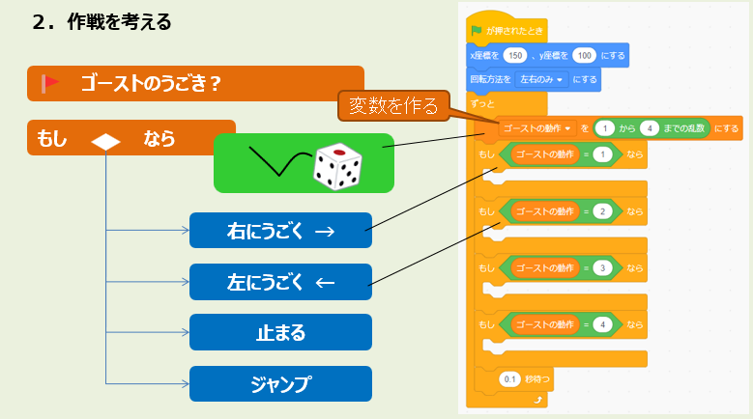 2．作戦を考える
ゴーストのうごき？
もし なら
右にうごく →
左にうごく ←
止まる
ジャンプ
変数を作る
が押されたとき
x座標を 150 、y座標を 100 にする
回転方法を 左右のみ にする
ずっと
ゴーストの動作 を 1 から 4 までの乱数 にする
もし ゴーストの動作 = 1 なら
もし ゴーストの動作 = 2 なら
もし ゴーストの動作 = 3 なら
もし ゴーストの動作 = 4 なら
0.1 秒待つ